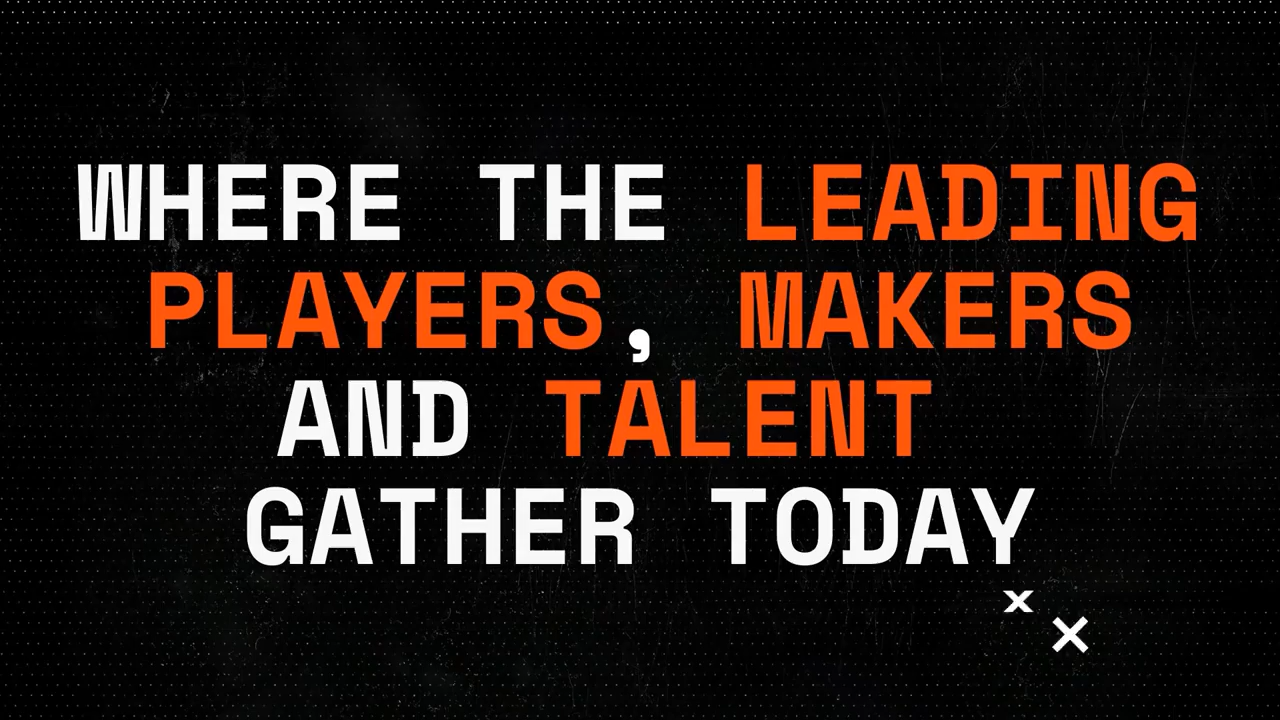 WHERE THE LEADING
PLAYERS, MAKERS
AND TALENT
GATHER TODAY